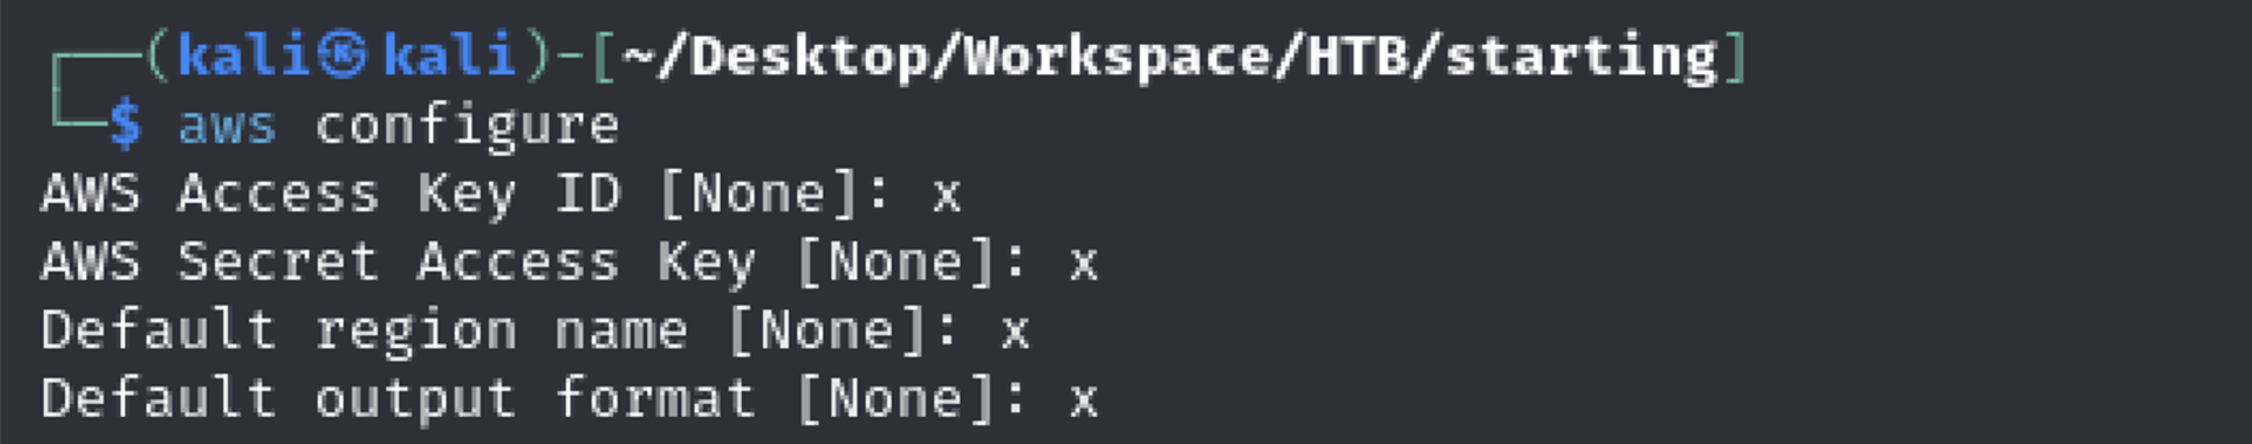 ┌──(kali㉿kali)-[~/Desktop/Workspace/HTB/starting]
└─$ aws configure
AWS Access Key ID [None]: x
AWS Secret Access Key [None]: x
Default region name [None]: x
Default output format [None]: x